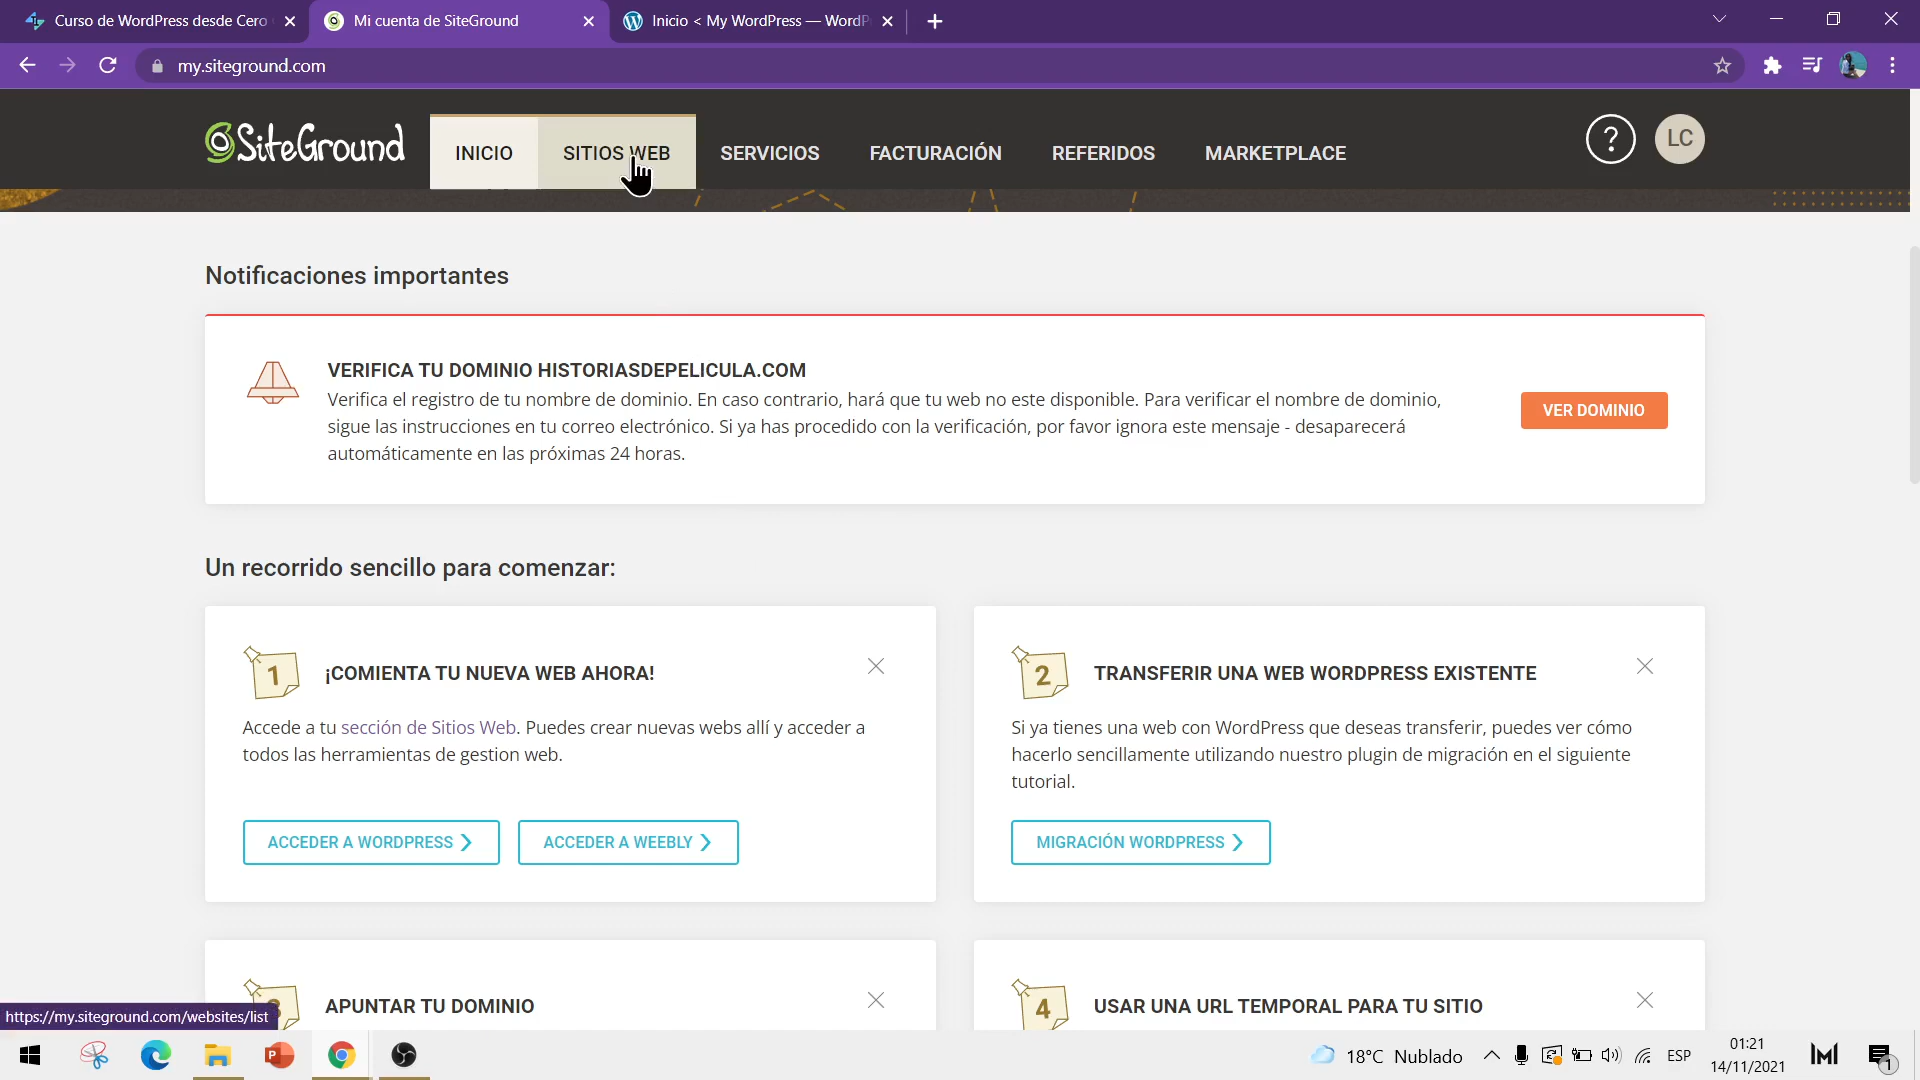 Curso de WordPress desde Cero
Mi cuenta de SiteGround
Inicio < My WordPress — WordP
my.siteground.com
SiteGround
INICIO
SITIOS WEB
SERVICIOS
FACTURACIÓN
REFERIDOS
MARKETPLACE
?
LC
Notificaciones importantes
VERIFICA TU DOMINIO HISTORIASDEPELICULA.COM
Verifica el registro de tu nombre de dominio. En caso contrario, hará que tu web no este disponible. Para verificar el nombre de dominio,
sigue las instrucciones en tu correo electrónico. Si ya has procedido con la verificación, por favor ignora este mensaje - desaparecerá
automáticamente en las próximas 24 horas.
VER DOMINIO
Un recorrido sencillo para comenzar:
1
¡COMIENTA TU NUEVA WEB AHORA!
Accede a tu sección de Sitios Web. Puedes crear nuevas webs allí y acceder a
todos las herramientas de gestion web.
ACCEDER A WORDPRESS
ACCEDER A WEEBLY
2
TRANSFERIR UNA WEB WORDPRESS EXISTENTE
Si ya tienes una web con WordPress que deseas transferir, puedes ver cómo
hacerlo sencillamente utilizando nuestro plugin de migración en el siguiente
tutorial.
MIGRACIÓN WORDPRESS
3
APUNTAR TU DOMINIO
4
USAR UNA URL TEMPORAL PARA TU SITIO
https://my.siteground.com/websites/list
18°C Nublado
ESP
01:21
14/11/2021
1